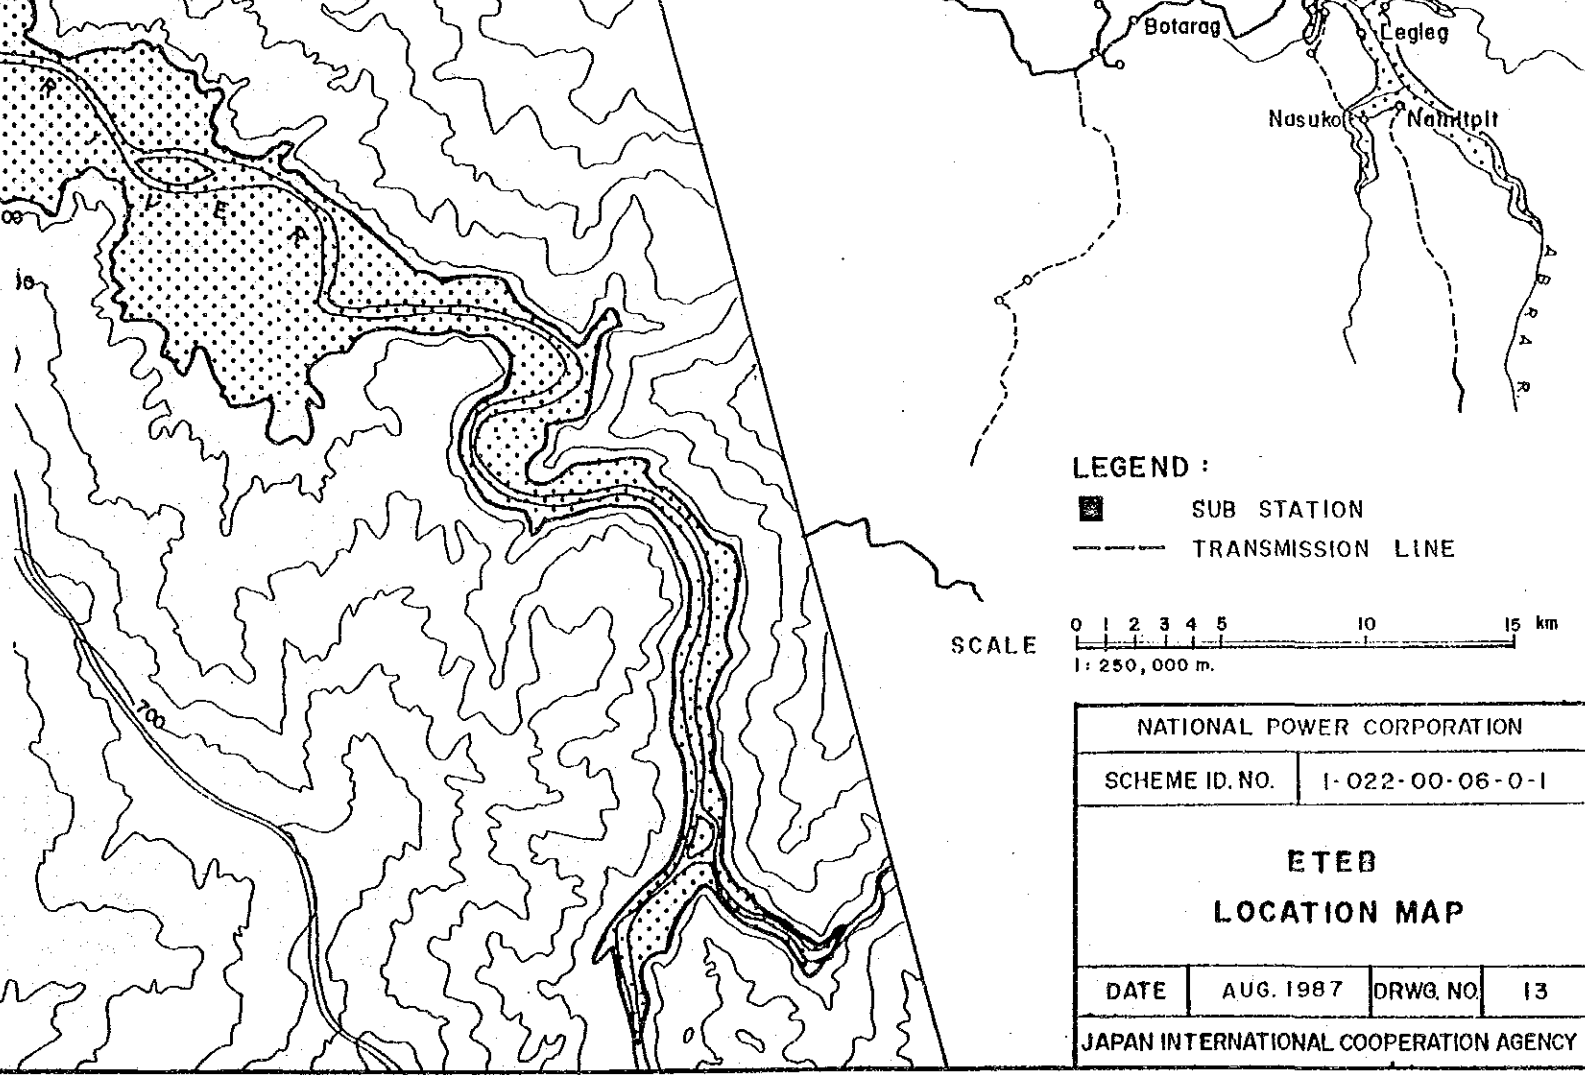 Botarag
Legleg
Nasuko
R I V E R
00
10
700
A B R A R
LEGEND :
SUB STATION
TRANSMISSION LINE
SCALE
0 1 2 3 4 5 10 15 km
1: 250,000 m.
NATIONAL POWER CORPORATION
SCHEME ID. NO. 1-022-00-06-0-1
ETEB
LOCATION MAP
DATE AUG. 1987 DRWG. NO. 13
JAPAN INTERNATIONAL COOPERATION AGENCY